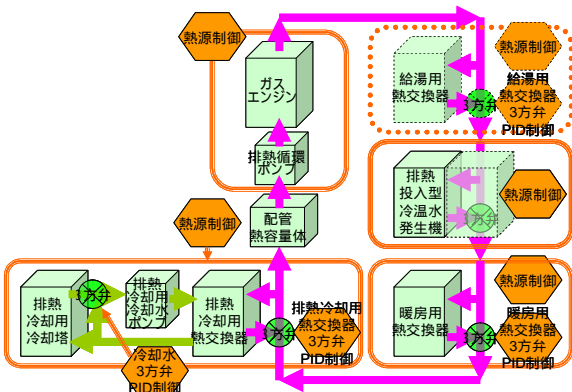 熱源制御
ガス
エンジン
排熱循環
ポンプ
熱源制御
配管
熱容量体
熱源制御
給湯用
熱交換器
3方弁
給湯用
熱交換器
3方弁
PID制御
排熱
投入型
冷温水
発生機
3方弁
熱源制御
熱源制御
暖房用
熱交換器
3方弁
暖房用
熱交換器
3方弁
PID制御
排熱
冷却用
冷却塔
3方弁
排熱
冷却用
冷却水
ポンプ
排熱
冷却用
熱交換器
3方弁
排熱冷却用
熱交換器
3方弁
PID制御
冷却水
3方弁
PID制御